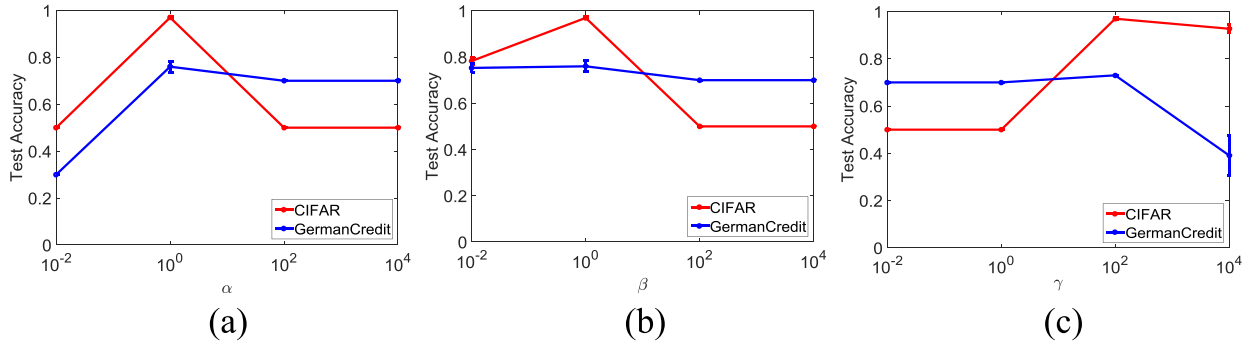 1
0.8
0.6
0.4
0.2
0
Test Accuracy
10^-2
10^0
10^2
10^4
α
CIFAR
GermanCredit
(a)
1
0.8
0.6
0.4
0.2
0
Test Accuracy
10^-2
10^0
10^2
10^4
β
CIFAR
GermanCredit
(b)
1
0.8
0.6
0.4
0.2
0
Test Accuracy
10^-2
10^0
10^2
10^4
γ
CIFAR
GermanCredit
(c)